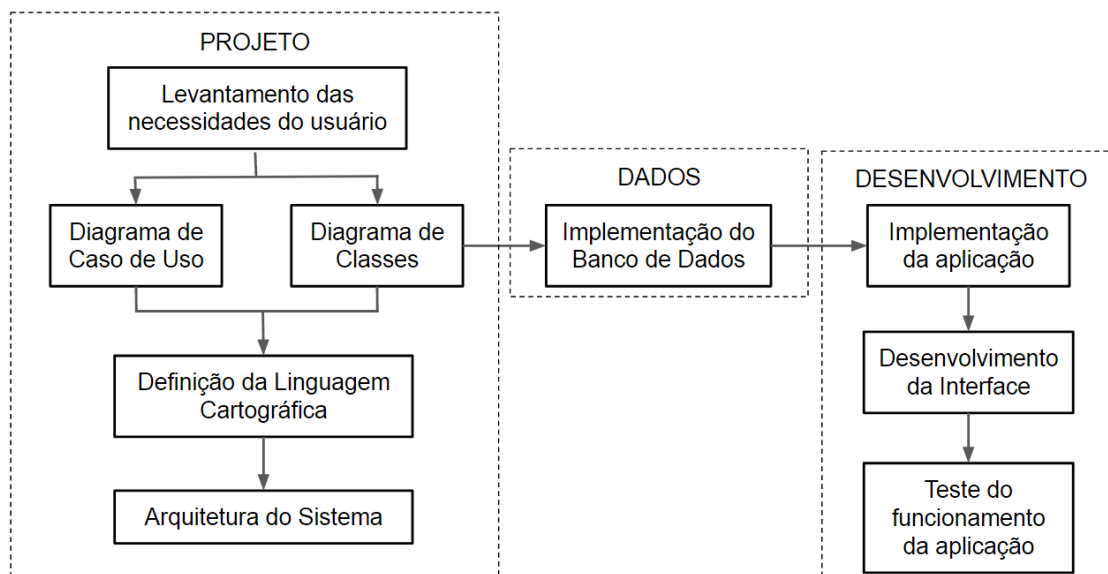 PROJETO
Levantamento das
necessidades do usuário
Diagrama de
Caso de Uso
Diagrama de
Classes
Definição da Linguagem
Cartográfica
Arquitetura do Sistema
DADOS
Implementação do
Banco de Dados
DESENVOLVIMENTO
Implementação
da aplicação
Desenvolvimento
da Interface
Teste do
funcionamento
da aplicação